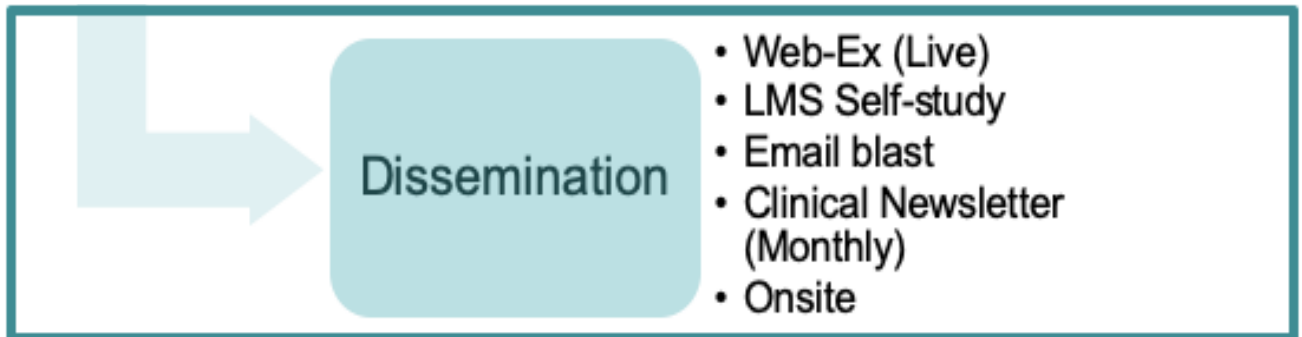 Dissemination
• Web-Ex (Live)
• LMS Self-study
• Email blast
• Clinical Newsletter
(Monthly)
• Onsite